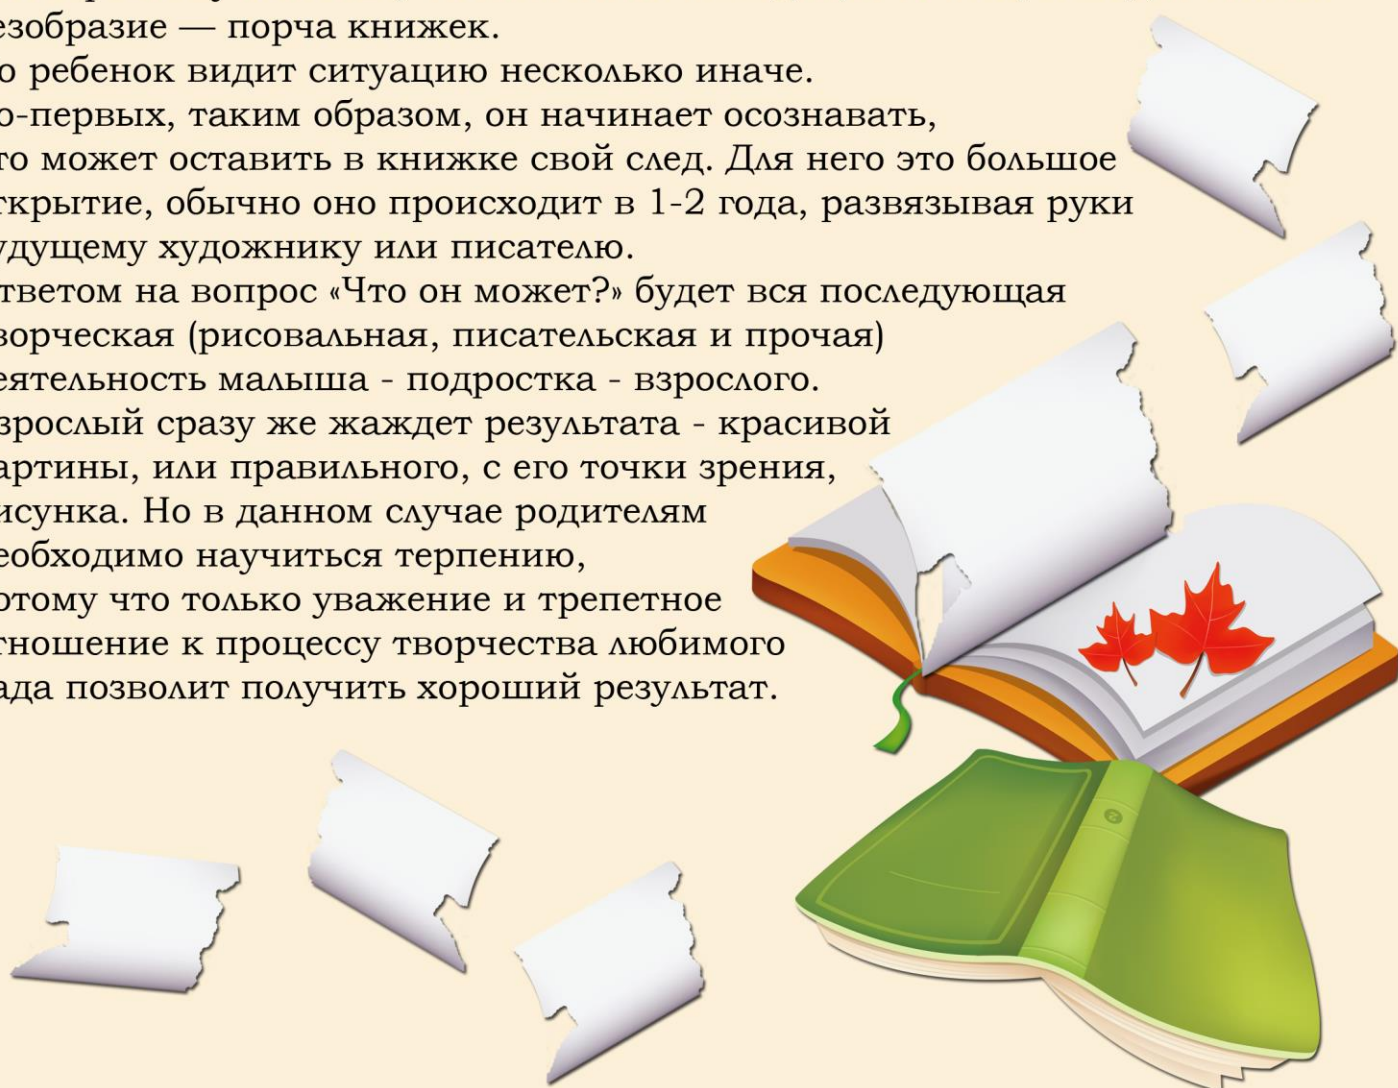 езобразие — порча книжек.
о ребенок видит ситуацию несколько иначе.
о-первых, таким образом, он начинает осознавать,
то может оставить в книжке свой след. Для него это большое
ткрытие, обычно оно происходит в 1-2 года, развязывая руки
удущему художнику или писателю.
тветом на вопрос «Что он может?» будет вся последующая
ворческая (рисовальная, писательская и прочая)
еятельность малыша - подростка - взрослого.
зрослый сразу же жаждет результата - красивой
артины, или правильного, с его точки зрения,
исунка. Но в данном случае родителям
еобходимо научиться терпению,
отому что только уважение и трепетное
тношение к процессу творчества любимого
ада позволит получить хороший результат.
2